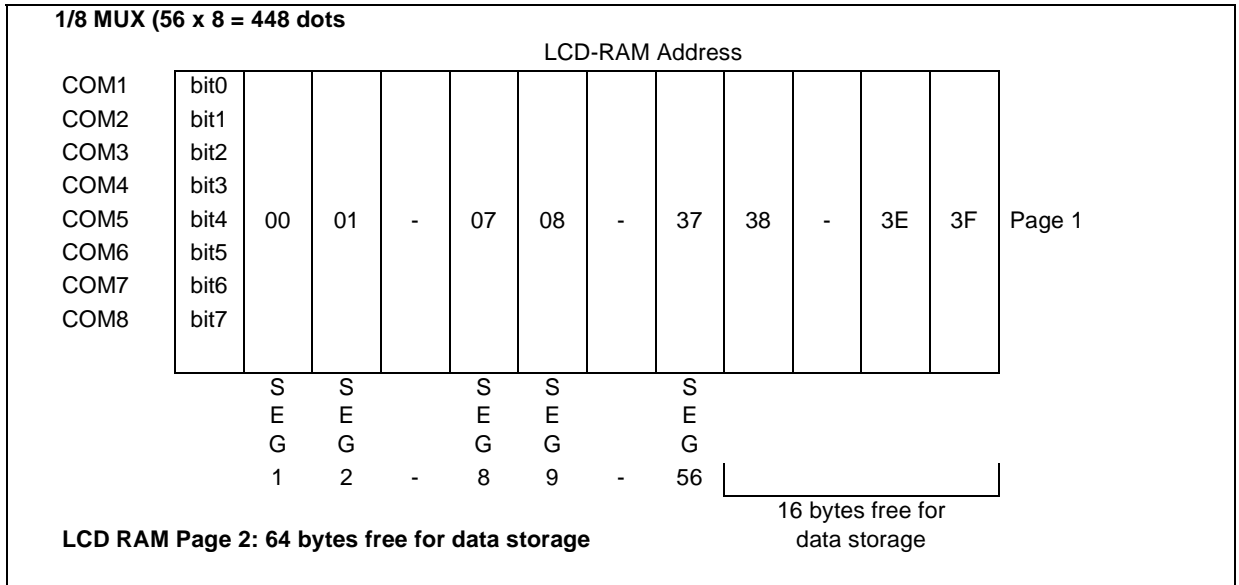 1/8 MUX (56 x 8 = 448 dots
LCD-RAM Address
COM1 bit0
COM2 bit1
COM3 bit2
COM4 bit3
COM5 bit4 00 01 - 07 08 - 37 38 - 3E 3F Page 1
COM6 bit5
COM7 bit6
COM8 bit7
S S S S S
E E E E E
G G G G G
1 2 - 8 9 - 56
16 bytes free for
LCD RAM Page 2: 64 bytes free for data storage data storage